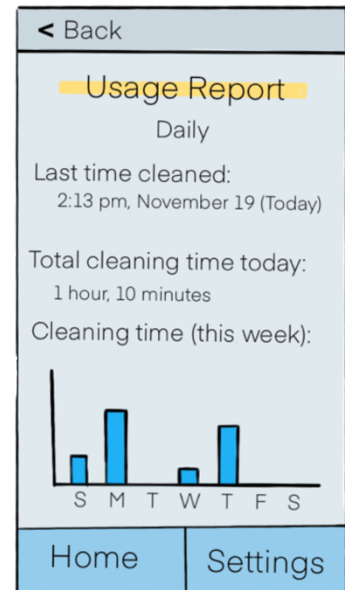 < Back
Usage Report
Daily
Last time cleaned:
2:13 pm, November 19 (Today)
Total cleaning time today:
1 hour, 10 minutes
Cleaning time (this week):
S M T W T F S
Home
Settings